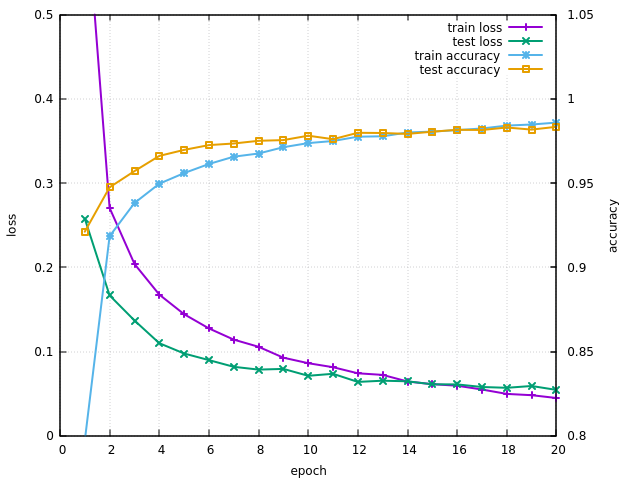 0.5
0.4
0.3
0.2
0.1
0
loss
1.05
1
0.95
0.9
0.85
0.8
accuracy
train loss
test loss
train accuracy
test accuracy
0 2 4 6 8 10 12 14 16 18 20
epoch